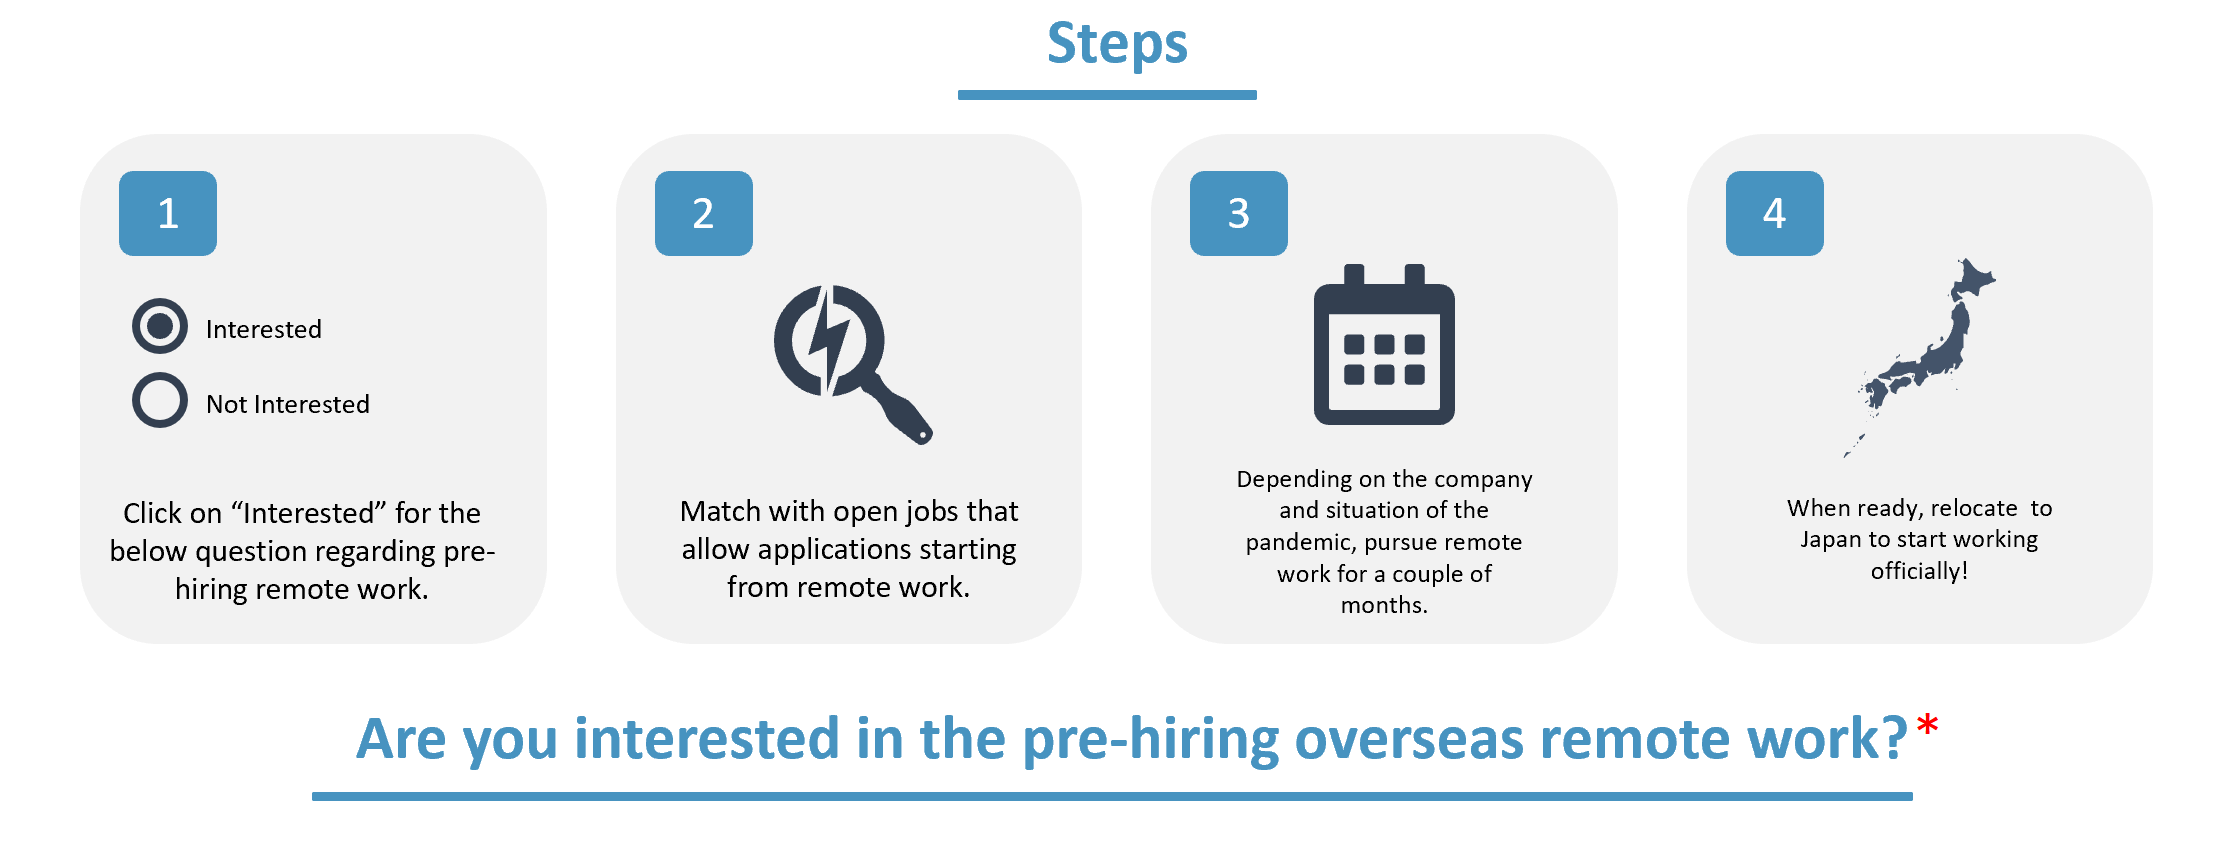 Steps
1
Interested
Not Interested
Click on “Interested” for the
below question regarding pre-
hiring remote work.
2
Match with open jobs that
allow applications starting
from remote work.
3
Depending on the company
and situation of the
pandemic, pursue remote
work for a couple of
months.
4
When ready, relocate  to
Japan to start working
officially!
Are you interested in the pre-hiring overseas remote work?*